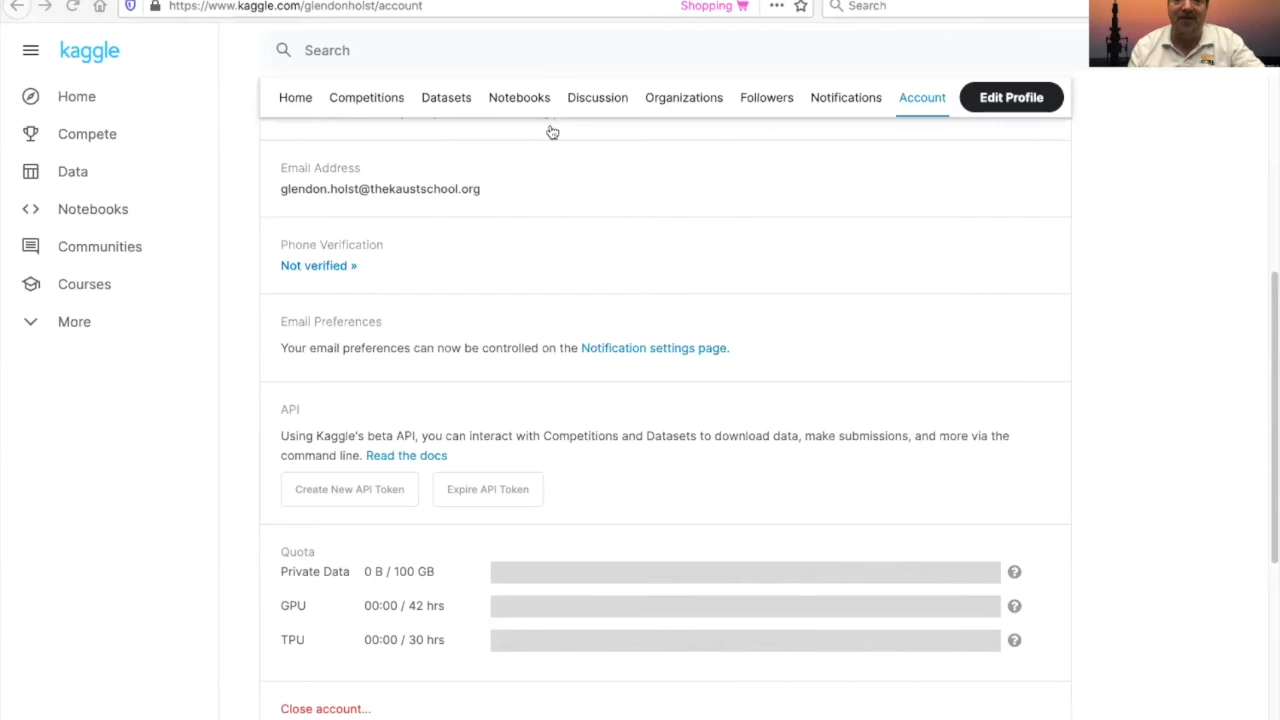 https://www.kaggle.com/glendonholst/account
Shopping
Search
kaggle
Search
Home
Competitions
Datasets
Notebooks
Discussion
Organizations
Followers
Notifications
Account
Edit Profile
Home
Compete
Data
Notebooks
Communities
Courses
More
Email Address
glendon.holst@thekaustschool.org
Phone Verification
Not verified »
Email Preferences
Your email preferences can now be controlled on the Notification settings page.
API
Using Kaggle's beta API, you can interact with Competitions and Datasets to download data, make submissions, and more via the
command line. Read the docs
Create New API Token
Expire API Token
Quota
Private Data 0 B / 100 GB
GPU 00:00 / 42 hrs
TPU 00:00 / 30 hrs
Close account...